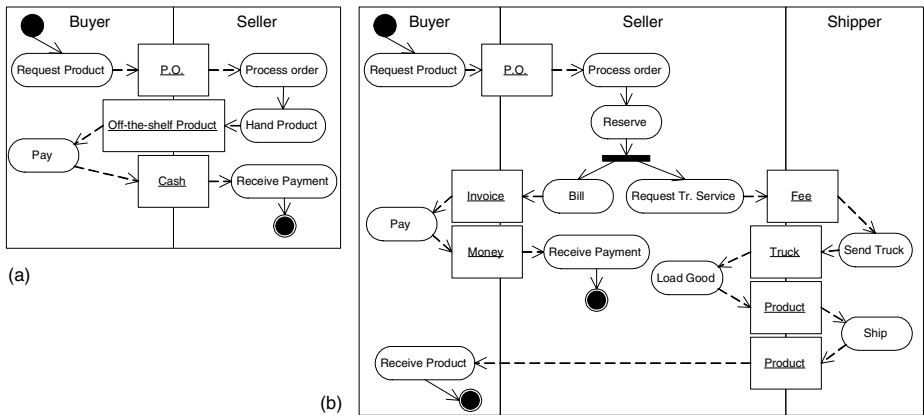 Buyer
Seller
Request Product
P.O.
Process order
Off-the-shelf Product
Hand Product
Pay
Cash
Receive Payment
(a)
Buyer
Seller
Shipper
Request Product
P.O.
Process order
Reserve
Invoice
Bill
Request Tr. Service
Fee
Pay
Money
Receive Payment
Truck
Send Truck
Load Good
Product
Ship
Receive Product
Product
(b)